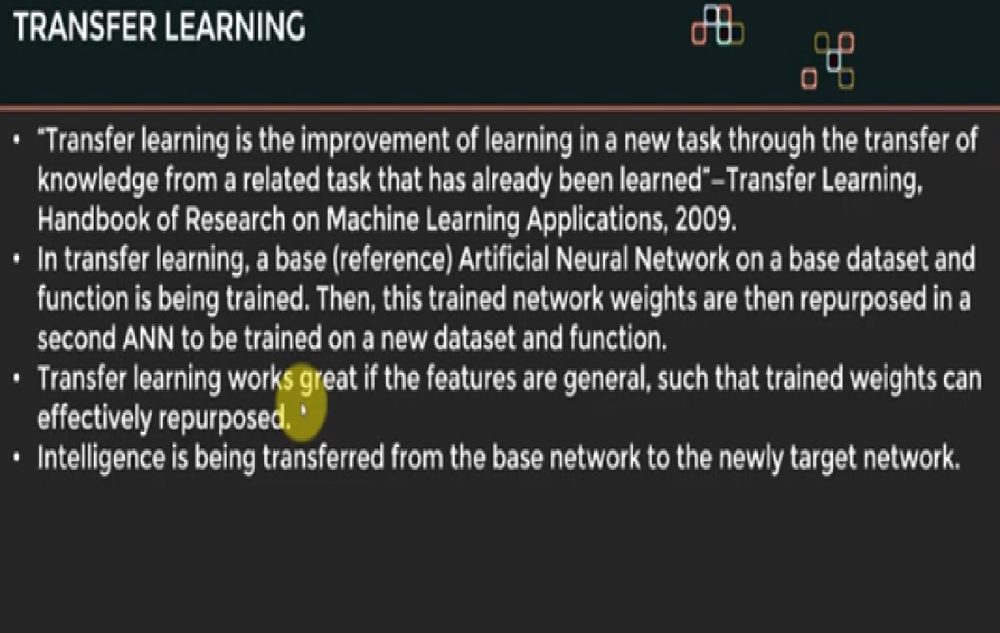 TRANSFER LEARNING
• "Transfer learning is the improvement of learning in a new task through the transfer of
knowledge from a related task that has already been learned"–Transfer Learning,
Handbook of Research on Machine Learning Applications, 2009.
• In transfer learning, a base (reference) Artificial Neural Network on a base dataset and
function is being trained. Then, this trained network weights are then repurposed in a
second ANN to be trained on a new dataset and function.
• Transfer learning works great if the features are general, such that trained weights can
effectively repurposed.
• Intelligence is being transferred from the base network to the newly target network.